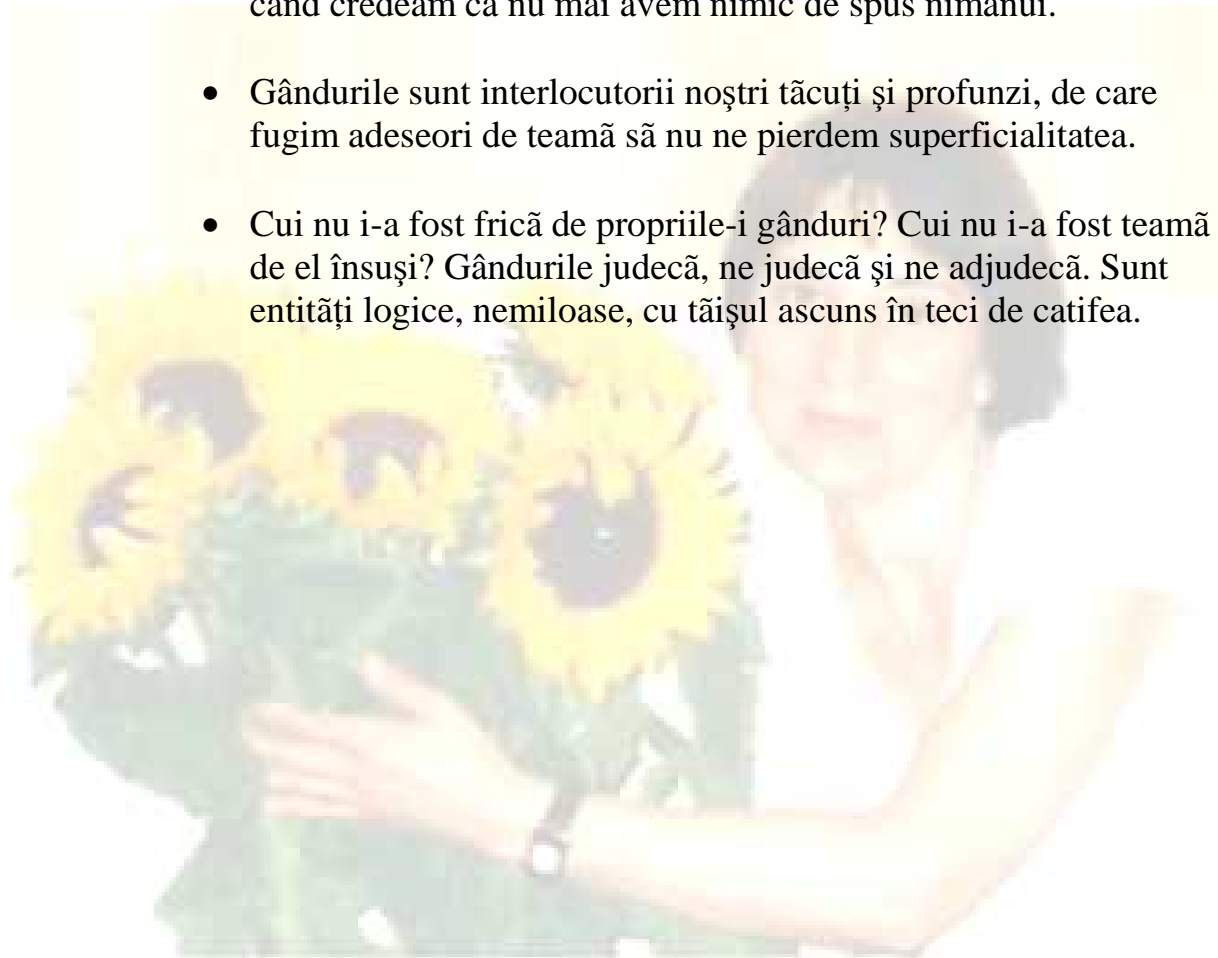 când credeam că nu mai avem nimic de spus nimănui.
• Gândurile sunt interlocutorii noştri tãcuţi şi profunzi, de care
fugim adeseori de teamã sã nu ne pierdem superficialitatea.
• Cui nu i-a fost fricã de propriile-i gânduri? Cui nu i-a fost teamã
de el însuşi? Gândurile judecã, ne judecã şi ne adjudecã. Sunt
entitãţi logice, nemiloase, cu tãişul ascuns în teci de catifea.